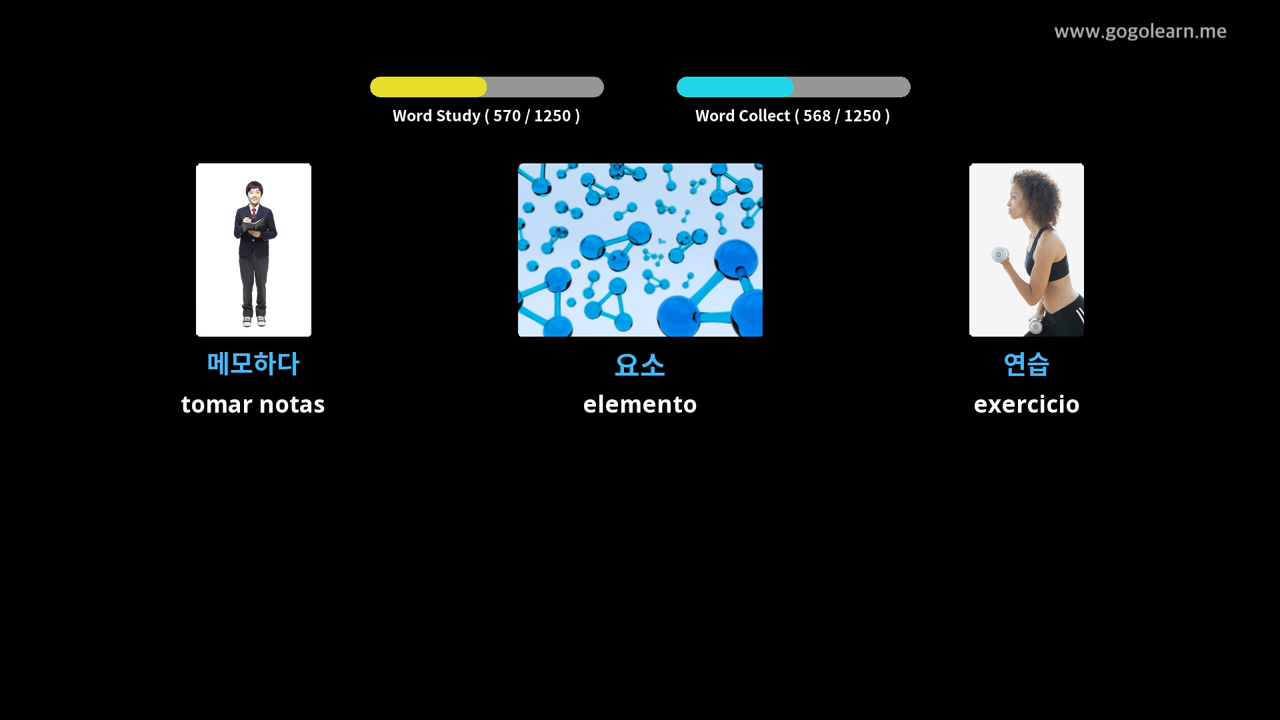 www.gogolearn.me
Word Study ( 570 / 1250 )
Word Collect ( 568 / 1250 )
메모하다
tomar notas
요소
elemento
연습
exercicio